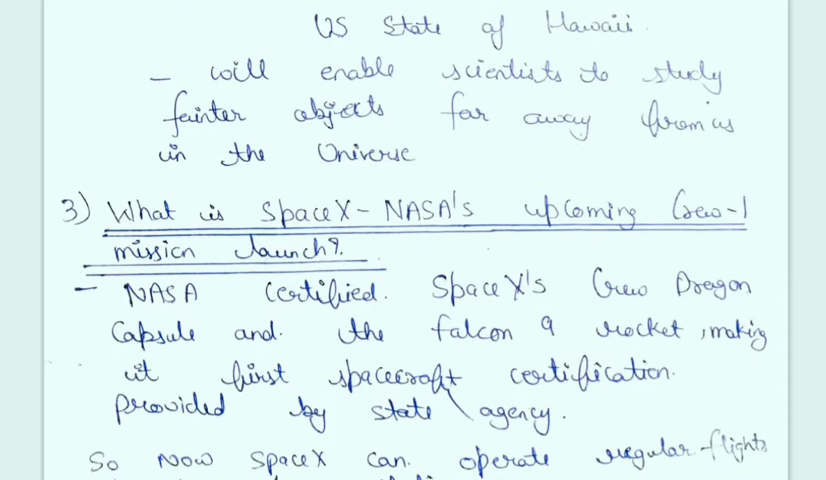 US State of Hawaii.
- will enable scientists to study
fainter objects far away from us
in the Universe
3) What is SpaceX-NASA's upcoming Crew-1
mission launch?
- NASA certified SpaceX's Crew Dragon
Capsule and the falcon 9 rocket, making
it first spacecraft certification
provided by state agency.
So Now SpaceX can operate regular flights